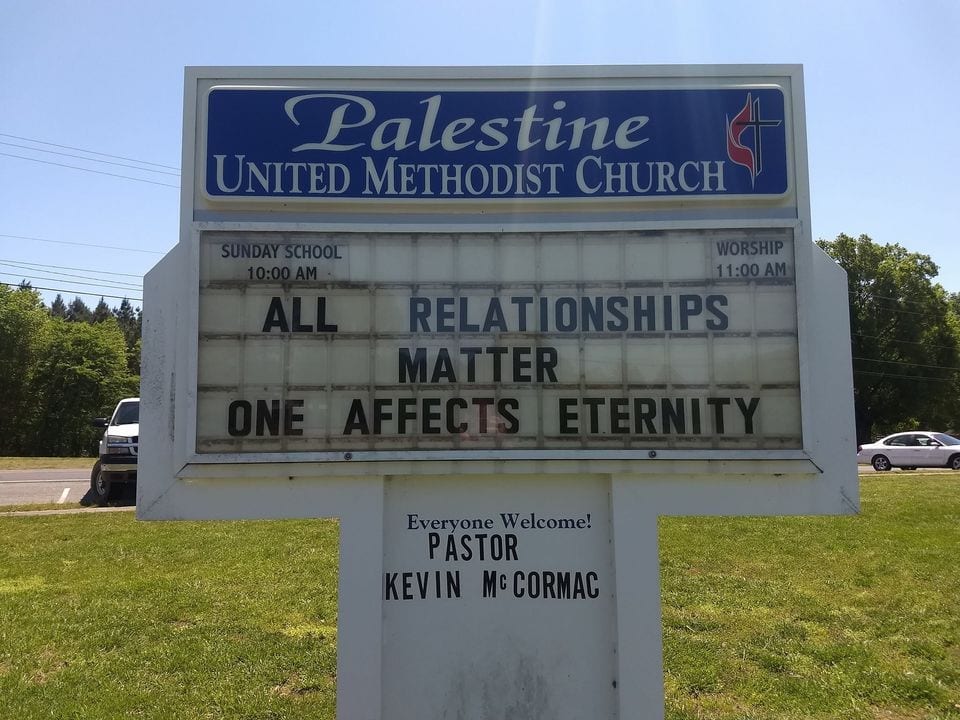 Palestine
UNITED METHODIST CHURCH
SUNDAY SCHOOL
10:00 AM
WORSHIP
11:00 AM
ALL RELATIONSHIPS
MATTER
ONE AFFECTS ETERNITY
Everyone Welcome!
PASTOR
KEVIN McCORMAC